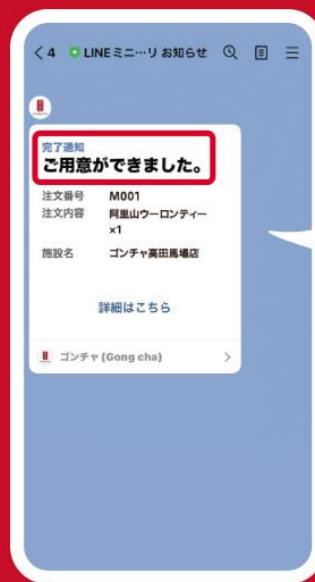 4 LINEミニ…リ お知らせ
完了通知
ご用意ができました。
注文番号 M001
注文内容 阿里山ウーロンティー
×1
施設名 ゴンチャ高田馬場店
詳細はこちら
ゴンチャ (Gong cha)